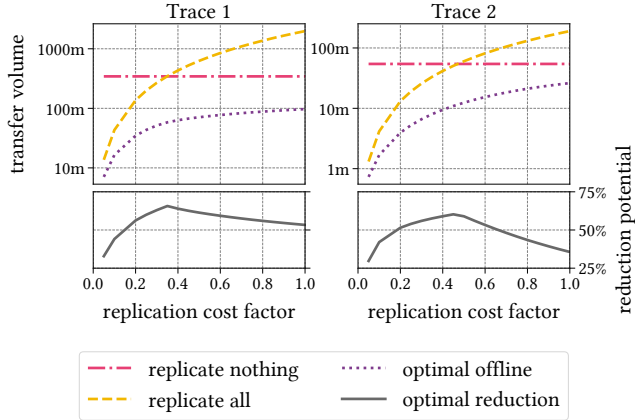 Trace 1
Trace 2
transfer volume
1000m
100m
10m
100m
10m
1m
75%
50%
25%
reduction potential
0.0 0.2 0.4 0.6 0.8 1.0
0.0 0.2 0.4 0.6 0.8 1.0
replication cost factor
replication cost factor
replicate nothing
optimal offline
replicate all
optimal reduction